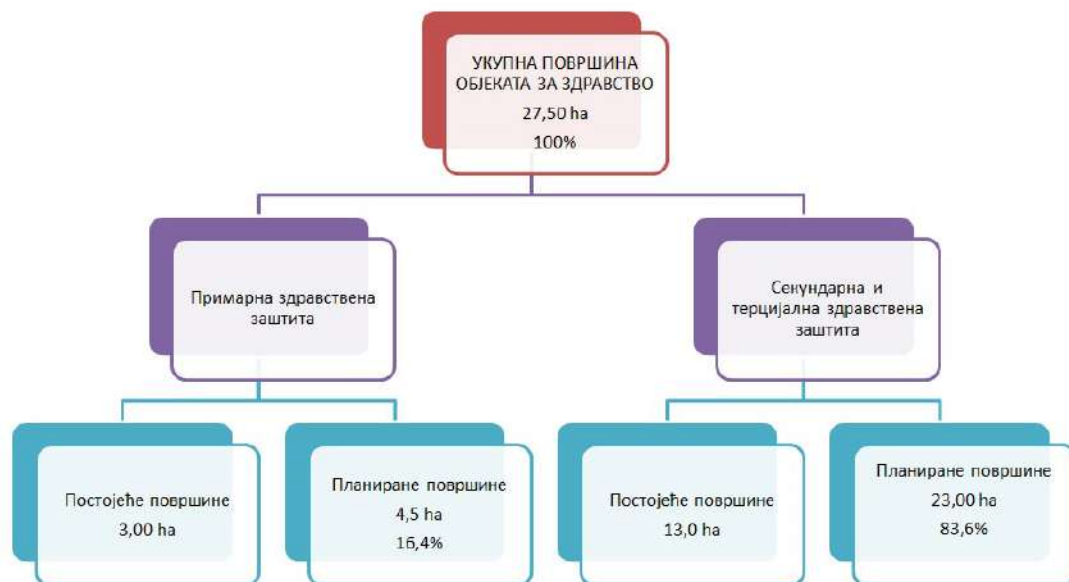 УКУПНА ПОВРШИНА
ОБЈЕКАТА ЗА ЗДРАВСТВО
27,50 ha
100%
Примарна здравствена
заштита
Секундарна и
терцијална здравствена
заштита
Постојеће површине
3,00 ha
Планиране површине
4,5 ha
16,4%
Постојеће површине
13,0 ha
Планиране површине
23,00 ha
83,6%